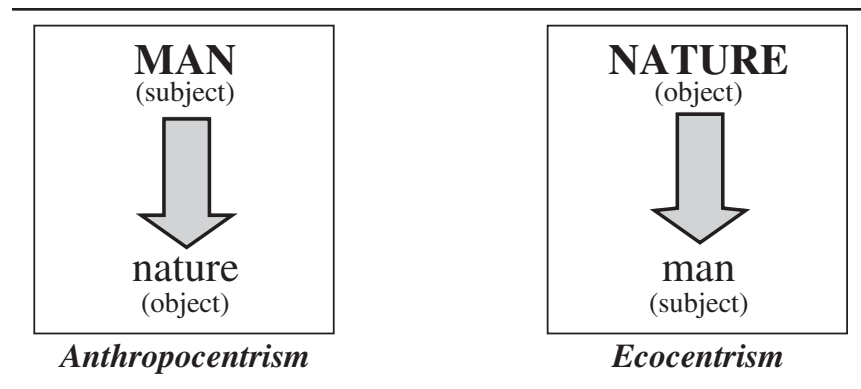 MAN
(subject)
nature
(object)
Anthropocentrism
NATURE
(object)
man
(subject)
Ecocentrism